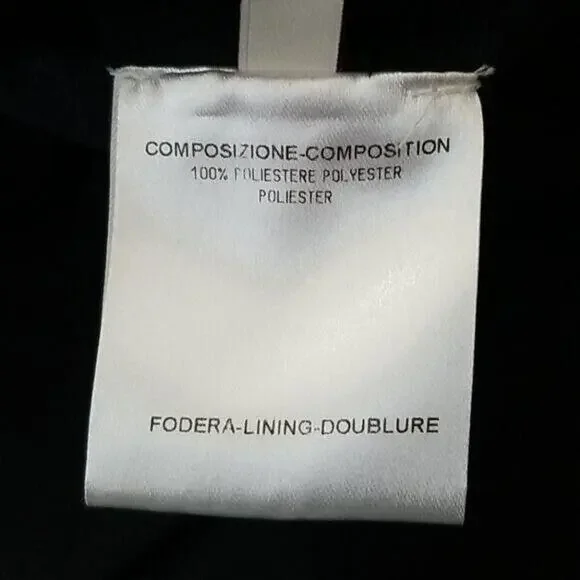 COMPOSIZIONE-COMPOSITION
100% POLIESTERE POLYESTER
POLIESTER
FODERA-LINING-DOUBLURE